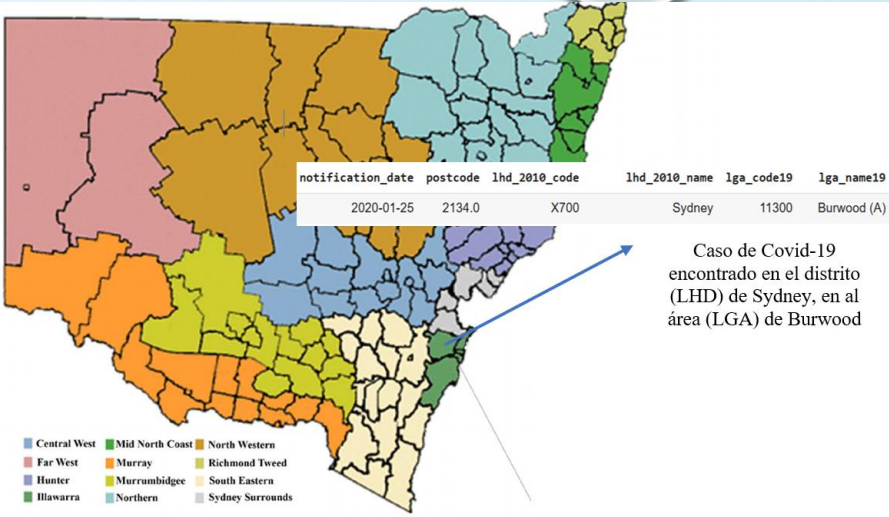 notification_date postcode lhd_2010_code lhd_2010_name lga_code19 lga_name19
2020-01-25 2134.0 X700 Sydney 11300 Burwood (A)
Caso de Covid-19
encontrado en el distrito
(LHD) de Sydney, en al
área (LGA) de Burwood
Central West Mid North Coast North Western
Far West Murray Richmond Tweed
Hunter Murrumbidgee South Eastern
Illawarra Northern Sydney Surrounds